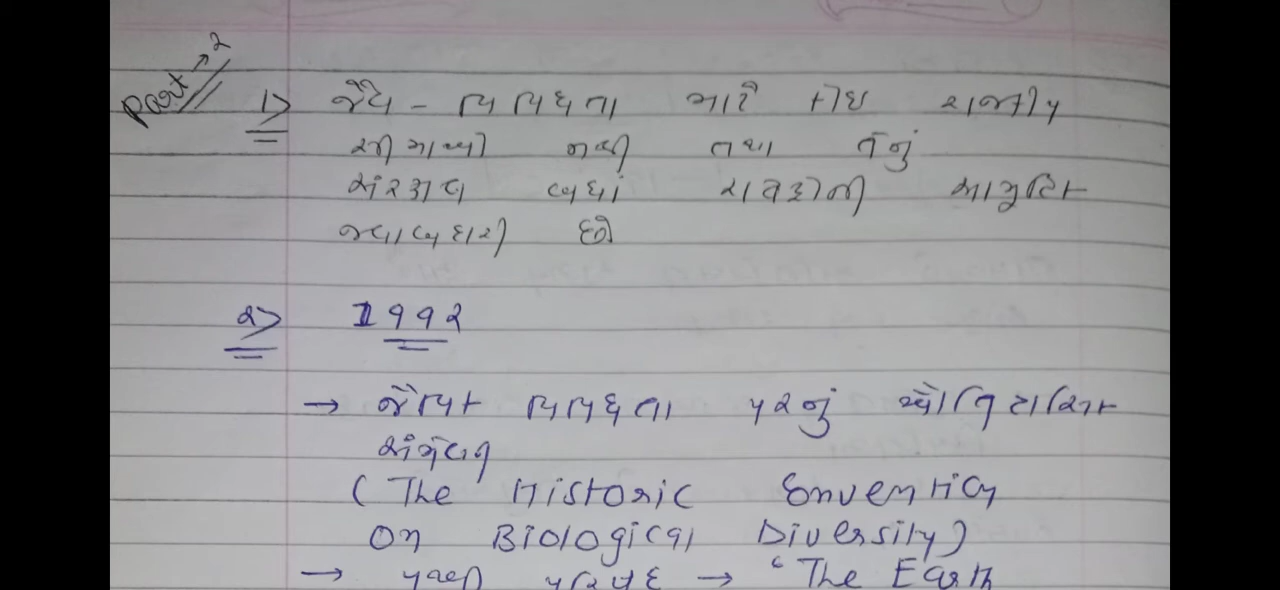 Part → 2
1> જૈવ - વિવિધતા માટે કોઇ રાજકીય
સીમાઓ નથી તથા તેનું
સંરક્ષણ બધાં રાષ્ટ્રોની સામુહિક
જવાબદારી છે
2> 1992
→ જૈવિક વિવિધતા પરનું ઐતિહાસિક
સંમેલન
( The Historic Convention
On Biological Diversity)
→ પૃથ્વી પરિષદ → "The Earth